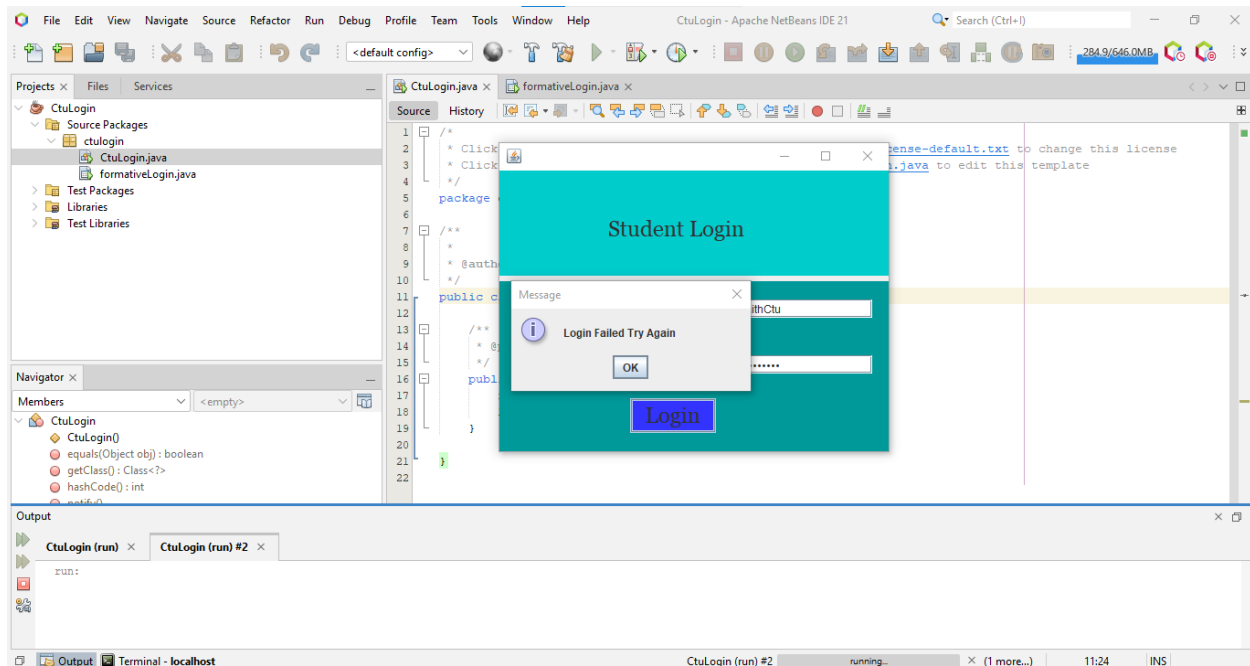 File Edit View Navigate Source Refactor Run Debug Profile Team Tools Window Help CtuLogin - Apache NetBeans IDE 21 Search (Ctrl+I)
<default config> 284.9/646.0MB
Projects Files Services
CtuLogin
Source Packages
ctulogin
CtuLogin.java
formativeLogin.java
Test Packages
Libraries
Test Libraries
Navigator
Members <empty>
CtuLogin
CtuLogin()
equals(Object obj) : boolean
getClass() : Class<?>
hashCode() : int
notify()
CtuLogin.java formativeLogin.java
Source History
1 /*
2 * Click ense-default.txt to change this license
3 * Click .java to edit this template
4 */
5 package
6
7 /**
8 *
9 * @auth
10 */
11 public c
12
13 /**
14 * @
15 */
16 publ
17
18
19 }
20
21 }
22
Student Login
ithCtu
Login
Message
Login Failed Try Again
OK
Output
CtuLogin (run) CtuLogin (run) #2
run:
Output Terminal - localhost CtuLogin (run) #2 running... (1 more...) 11:24 INS